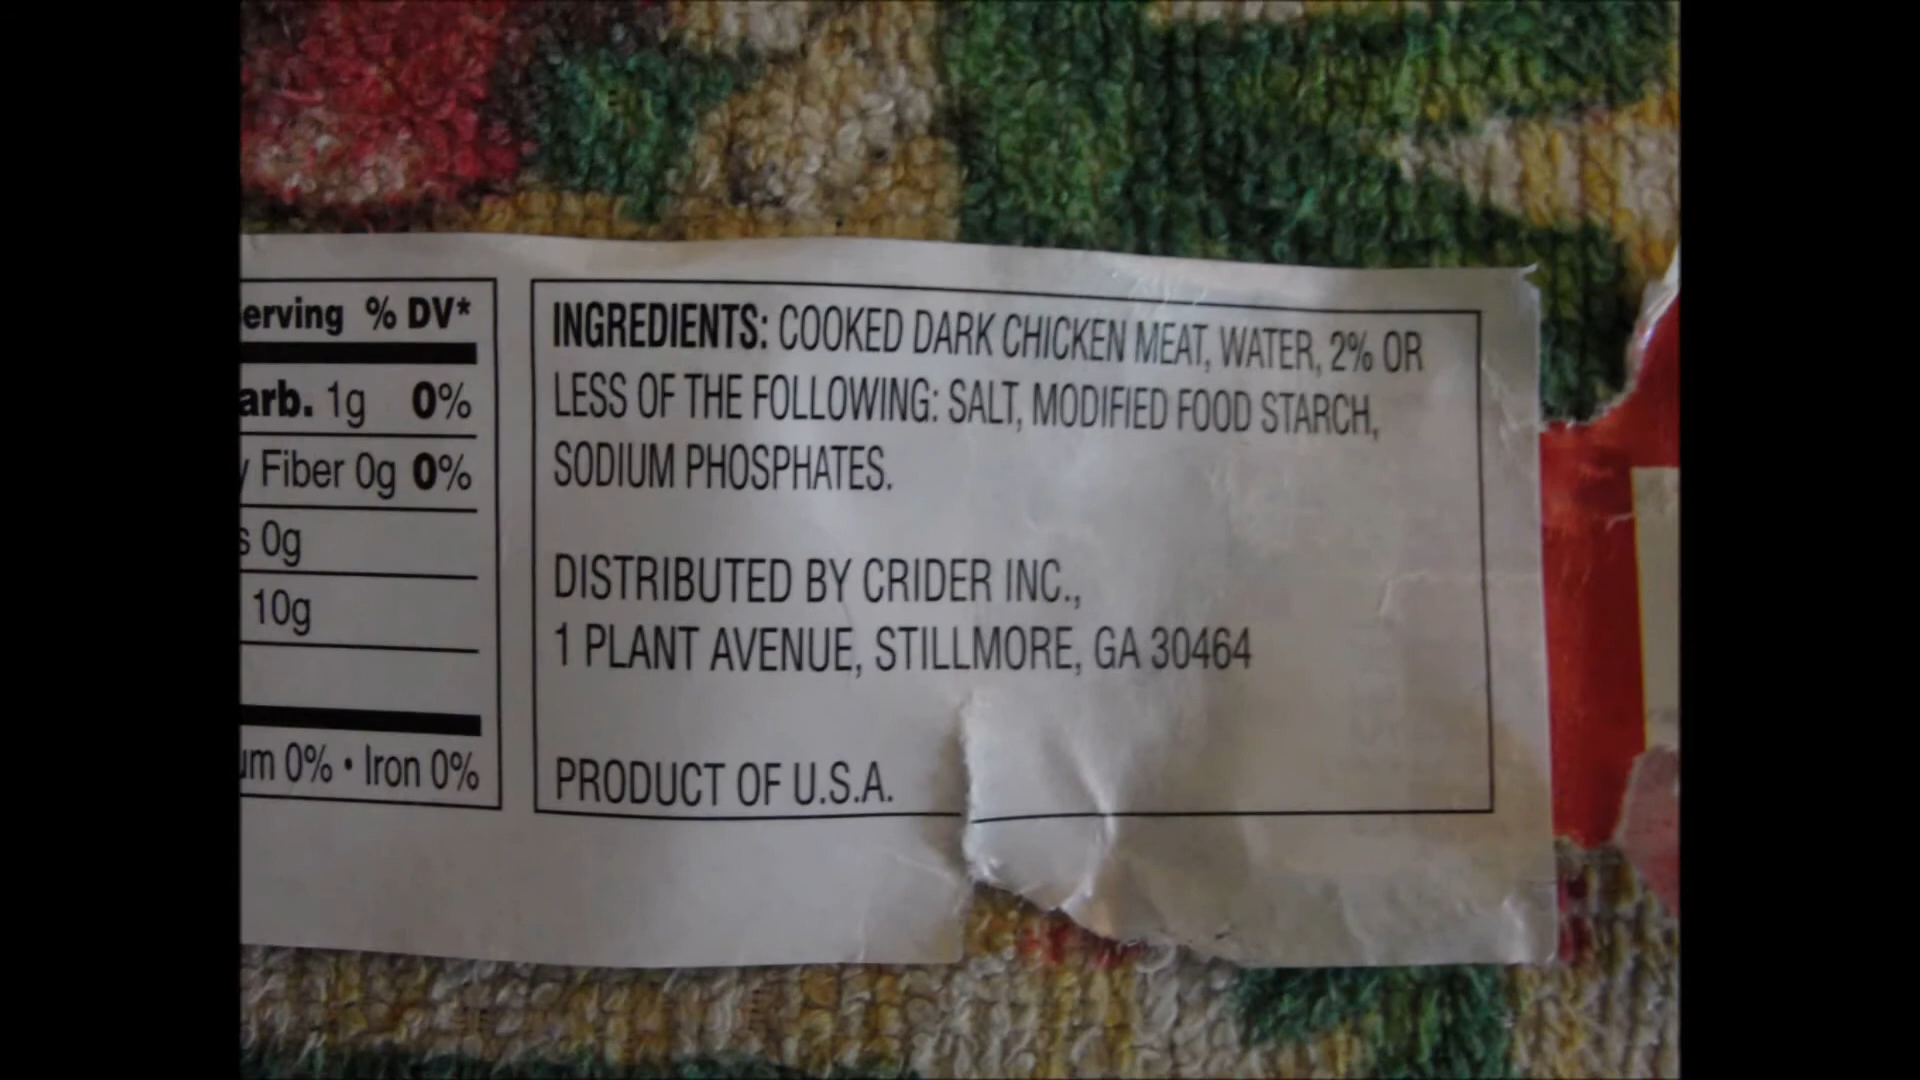 erving % DV*
arb. 1g 0%
Fiber 0g 0%
s 0g
10g
um 0% • Iron 0%
INGREDIENTS: COOKED DARK CHICKEN MEAT, WATER, 2% OR
LESS OF THE FOLLOWING: SALT, MODIFIED FOOD STARCH,
SODIUM PHOSPHATES.
DISTRIBUTED BY CRIDER INC.,
1 PLANT AVENUE, STILLMORE, GA 30464
PRODUCT OF U.S.A.